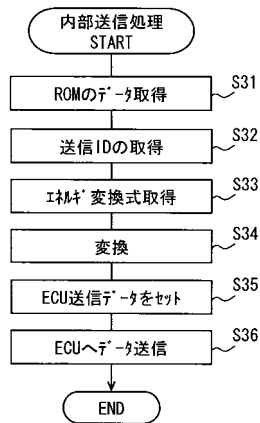 内部送信処理
START
ROMのﾃﾞｰﾀ取得
S31
送信IDの取得
S32
ｴﾈﾙｷﾞ変換式取得
S33
変換
S34
ECU送信ﾃﾞｰﾀをｾｯﾄ
S35
ECUへﾃﾞｰﾀ送信
S36
END